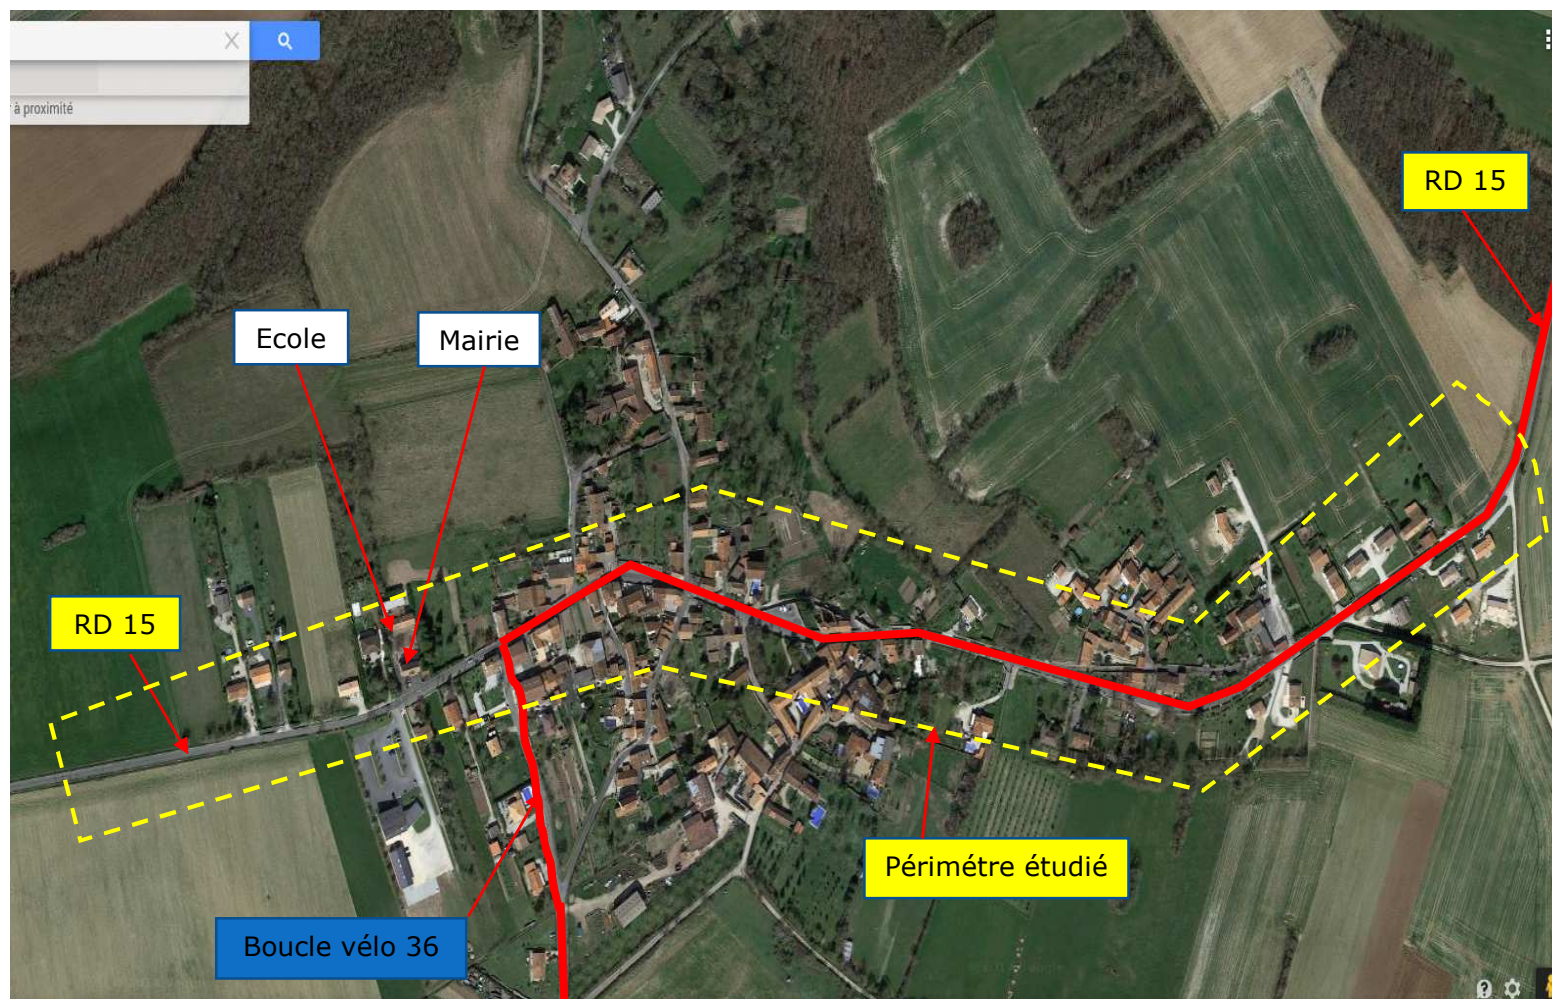 à proximité
RD 15
Ecole
Mairie
RD 15
Périmétre étudié
Boucle vélo 36